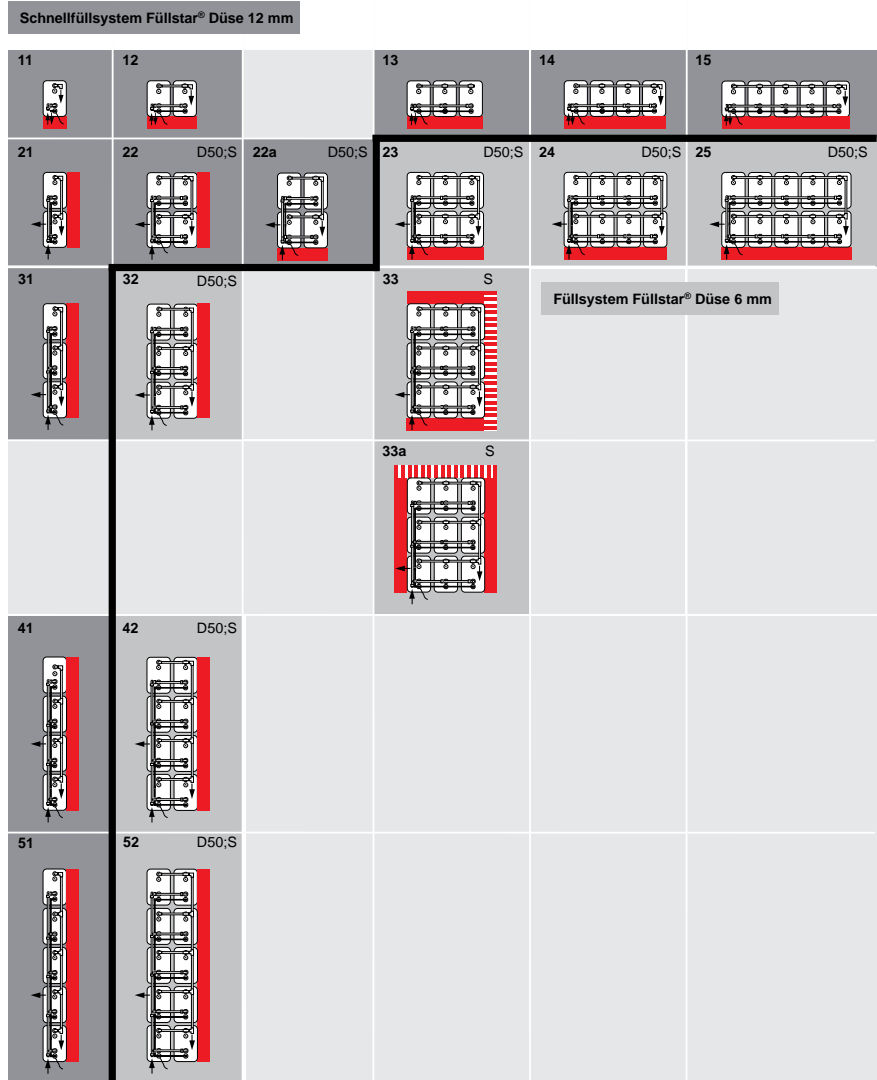 Schnellfüllsystem Füllstar® Düse 12 mm
11 12 13 14 15
21 22 D50;S 22a D50;S 23 D50;S 24 D50;S 25 D50;S
31 32 D50;S 33 S
Füllsystem Füllstar® Düse 6 mm
33a S
41 42 D50;S
51 52 D50;S